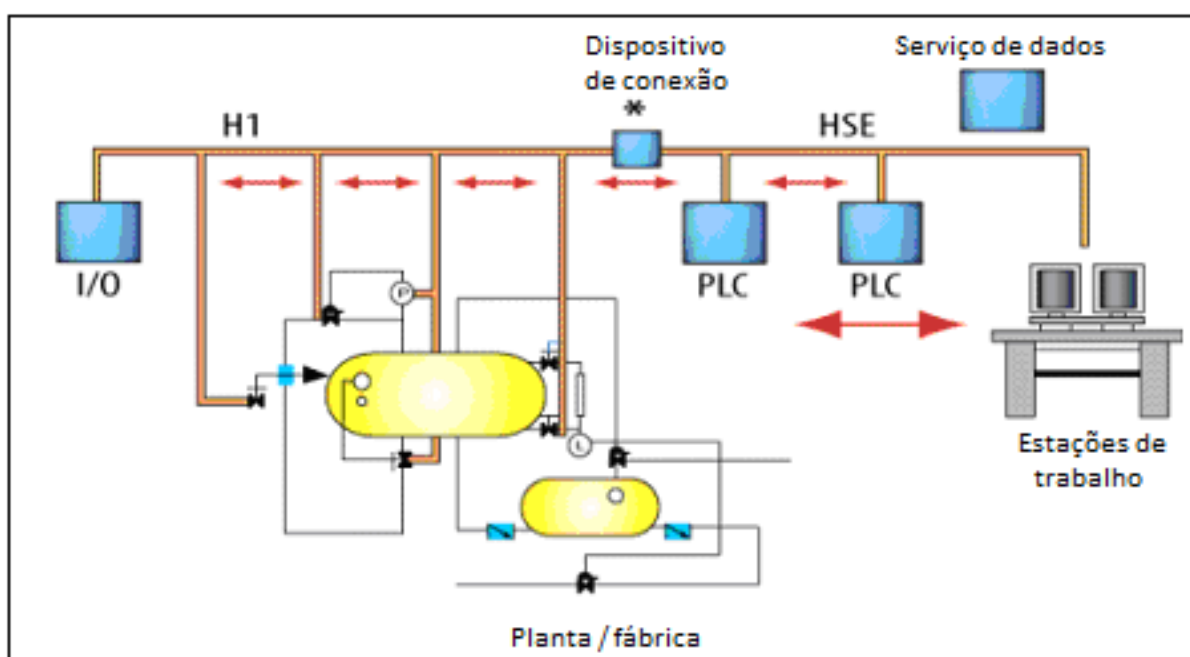 Dispositivo
de conexão
*
Serviço de dados
H1
HSE
I/O
PLC
PLC
P
L
Estações de
trabalho
Planta / fábrica